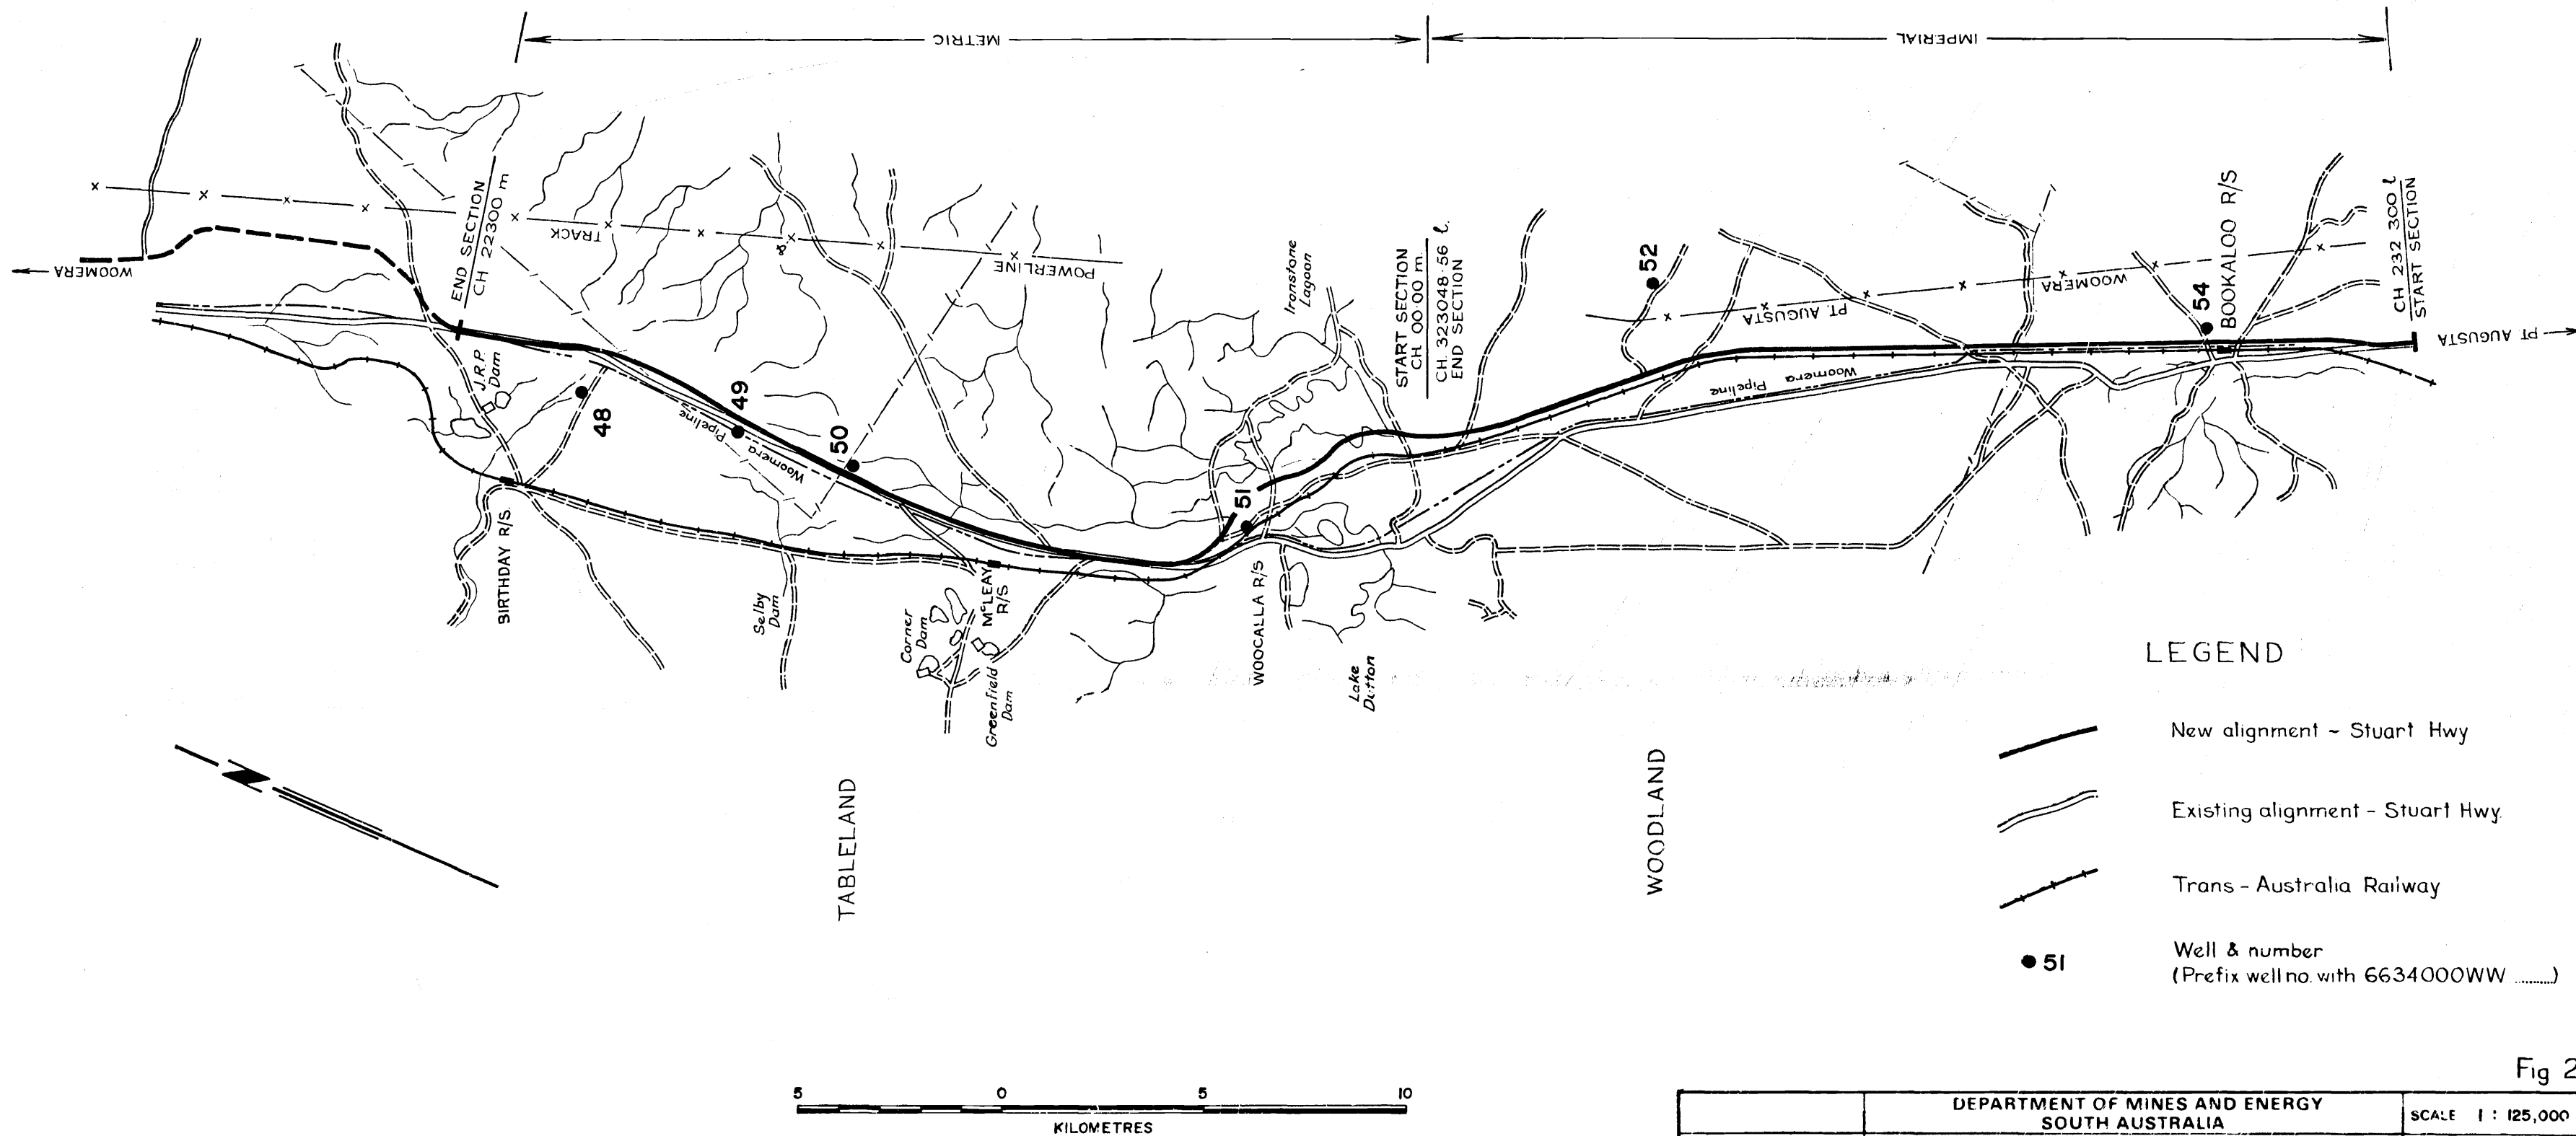 METRIC
IMPERIAL
WOOMERA
END SECTION
CH 22300 m
TRACK
POWERLINE
Ironstone
Lagoon
START SECTION
CH. 00·00 m.
CH. 323048·56 l.
END SECTION
52
PT. AUGUSTA
WOOMERA
54
BOOKALOO R/S
CH 232 300 l
START SECTION
PT AUGUSTA
J.R.P.
Dam
48
49
50
Woomera
Pipeline
51
Woomera
Pipeline
BIRTHDAY R/S.
Selby
Dam
Corner
Dam
McLEAY
R/S
Greenfield
Dam
WOOCALLA R/S
Lake
Dutton
TABLELAND
WOODLAND
N
LEGEND
New alignment ~ Stuart Hwy
Existing alignment - Stuart Hwy.
Trans - Australia Railway
51
Well & number
(Prefix well no. with 6634000WW ..........)
5 0 5 10
KILOMETRES
Fig 2
DEPARTMENT OF MINES AND ENERGY
SOUTH AUSTRALIA
SCALE 1 : 125,000